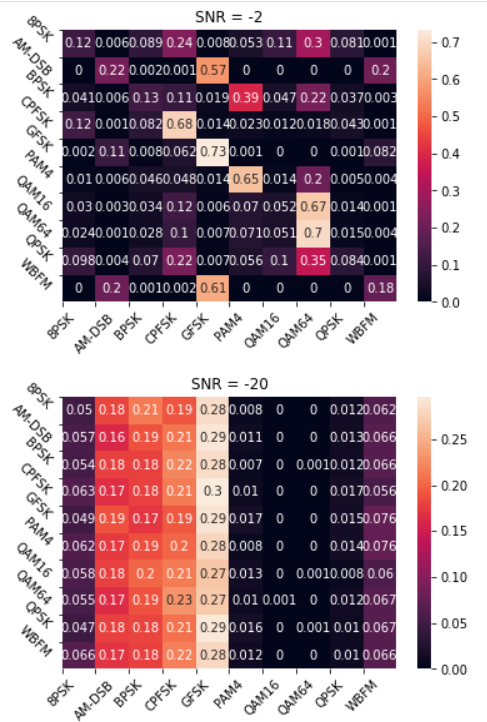 SNR = -2
8PSK 0.12 0.006 0.089 0.24 0.008 0.053 0.11 0.3 0.081 0.001
AM-DSB 0 0.22 0.002 0.001 0.57 0 0 0 0 0.2
BPSK 0.041 0.006 0.13 0.11 0.019 0.39 0.047 0.22 0.037 0.003
CPFSK 0.12 0.001 0.082 0.68 0.014 0.023 0.012 0.018 0.043 0.001
GFSK 0.002 0.11 0.008 0.062 0.73 0.001 0 0 0.001 0.082
PAM4 0.01 0.006 0.046 0.048 0.014 0.65 0.014 0.2 0.005 0.004
QAM16 0.03 0.003 0.034 0.12 0.006 0.07 0.052 0.67 0.014 0.001
QAM64 0.024 0.001 0.028 0.1 0.007 0.071 0.051 0.7 0.015 0.004
QPSK 0.098 0.004 0.07 0.22 0.007 0.056 0.1 0.35 0.084 0.001
WBFM 0 0.2 0.001 0.002 0.61 0 0 0 0 0.18
8PSK AM-DSB BPSK CPFSK GFSK PAM4 QAM16 QAM64 QPSK WBFM
0.7
0.6
0.5
0.4
0.3
0.2
0.1
0.0
SNR = -20
8PSK 0.05 0.18 0.21 0.19 0.28 0.008 0 0 0.012 0.062
AM-DSB 0.057 0.16 0.19 0.21 0.29 0.011 0 0 0.013 0.066
BPSK 0.054 0.18 0.18 0.22 0.28 0.007 0 0.001 0.012 0.066
CPFSK 0.063 0.17 0.18 0.21 0.3 0.01 0 0 0.017 0.056
GFSK 0.049 0.19 0.17 0.19 0.29 0.017 0 0 0.015 0.076
PAM4 0.062 0.17 0.19 0.2 0.28 0.008 0 0 0.014 0.076
QAM16 0.058 0.18 0.2 0.21 0.27 0.013 0 0.001 0.008 0.06
QAM64 0.055 0.17 0.19 0.23 0.27 0.01 0.001 0 0.012 0.067
QPSK 0.047 0.18 0.18 0.21 0.29 0.016 0 0.001 0.01 0.067
WBFM 0.066 0.17 0.18 0.22 0.28 0.012 0 0 0.01 0.066
8PSK AM-DSB BPSK CPFSK GFSK PAM4 QAM16 QAM64 QPSK WBFM
0.25
0.20
0.15
0.10
0.05
0.00